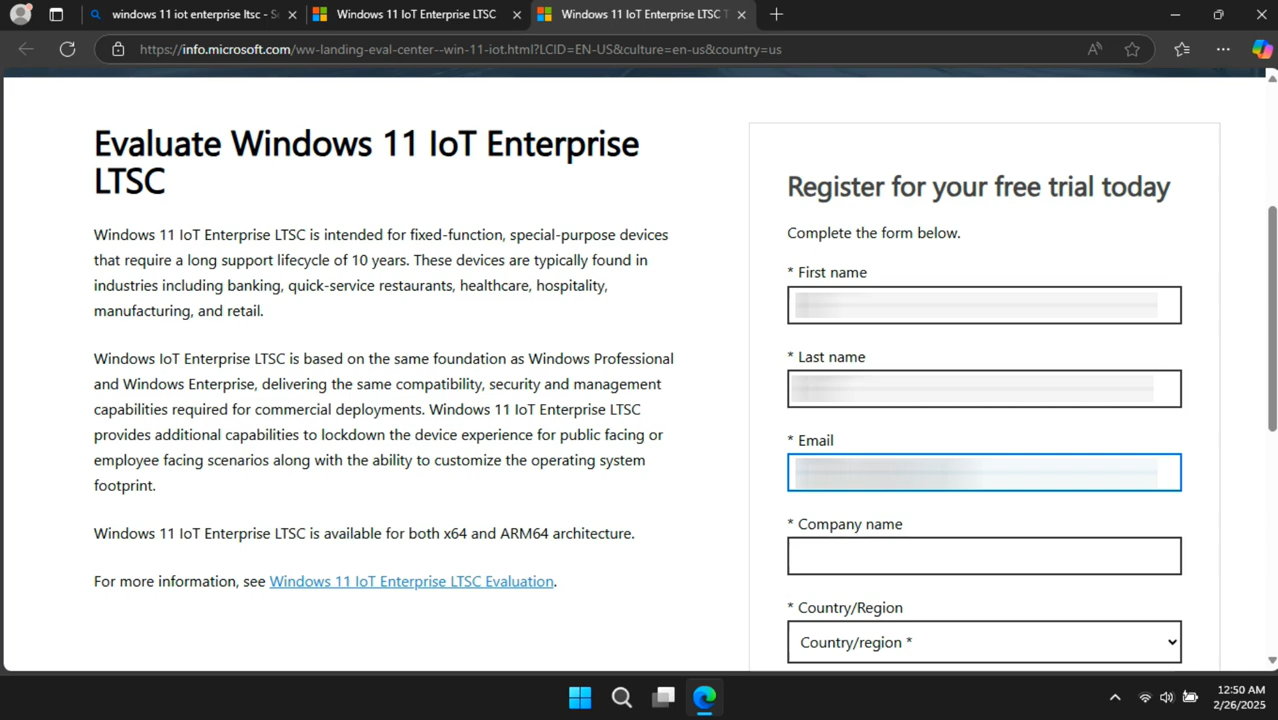 windows 11 iot enterprise ltsc - S
Windows 11 IoT Enterprise LTSC
Windows 11 IoT Enterprise LTSC T
https://info.microsoft.com/ww-landing-eval-center--win-11-iot.html?LCID=EN-US&culture=en-us&country=us
Evaluate Windows 11 IoT Enterprise
LTSC
Windows 11 IoT Enterprise LTSC is intended for fixed-function, special-purpose devices
that require a long support lifecycle of 10 years. These devices are typically found in
industries including banking, quick-service restaurants, healthcare, hospitality,
manufacturing, and retail.
Windows IoT Enterprise LTSC is based on the same foundation as Windows Professional
and Windows Enterprise, delivering the same compatibility, security and management
capabilities required for commercial deployments. Windows 11 IoT Enterprise LTSC
provides additional capabilities to lockdown the device experience for public facing or
employee facing scenarios along with the ability to customize the operating system
footprint.
Windows 11 IoT Enterprise LTSC is available for both x64 and ARM64 architecture.
For more information, see Windows 11 IoT Enterprise LTSC Evaluation.
Register for your free trial today
Complete the form below.
* First name
* Last name
* Email
* Company name
* Country/Region
Country/region *
12:50 AM
2/26/2025